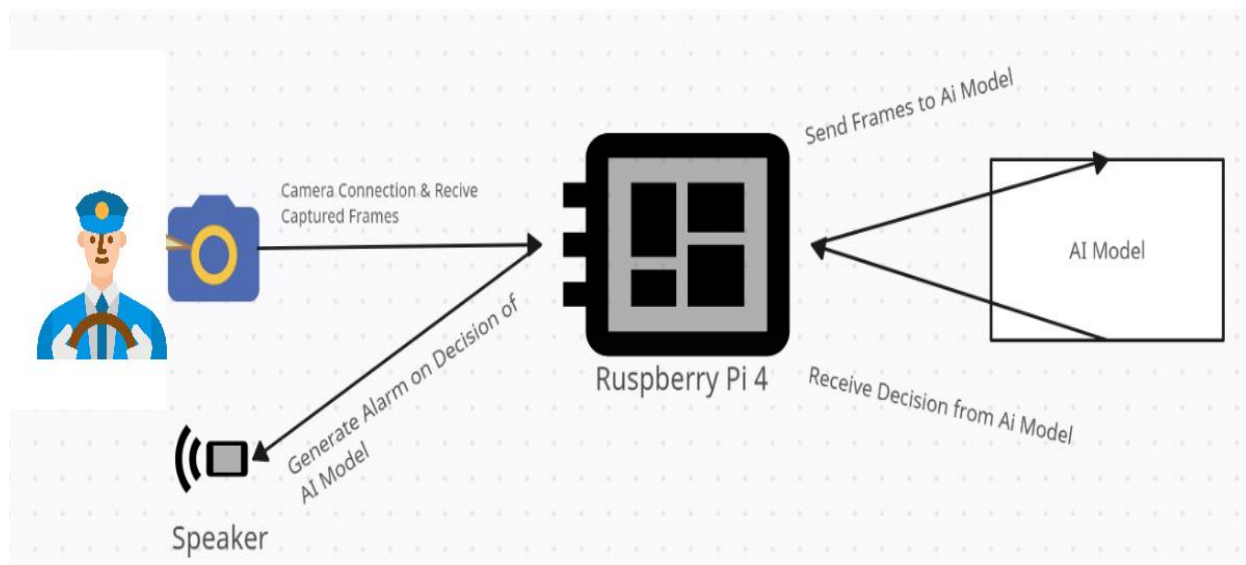 Camera Connection & Recive
Captured Frames
Send Frames to Ai Model
AI Model
Ruspberry Pi 4
Receive Decision from Ai Model
Generate Alarm on Decision of
AI Model
Speaker